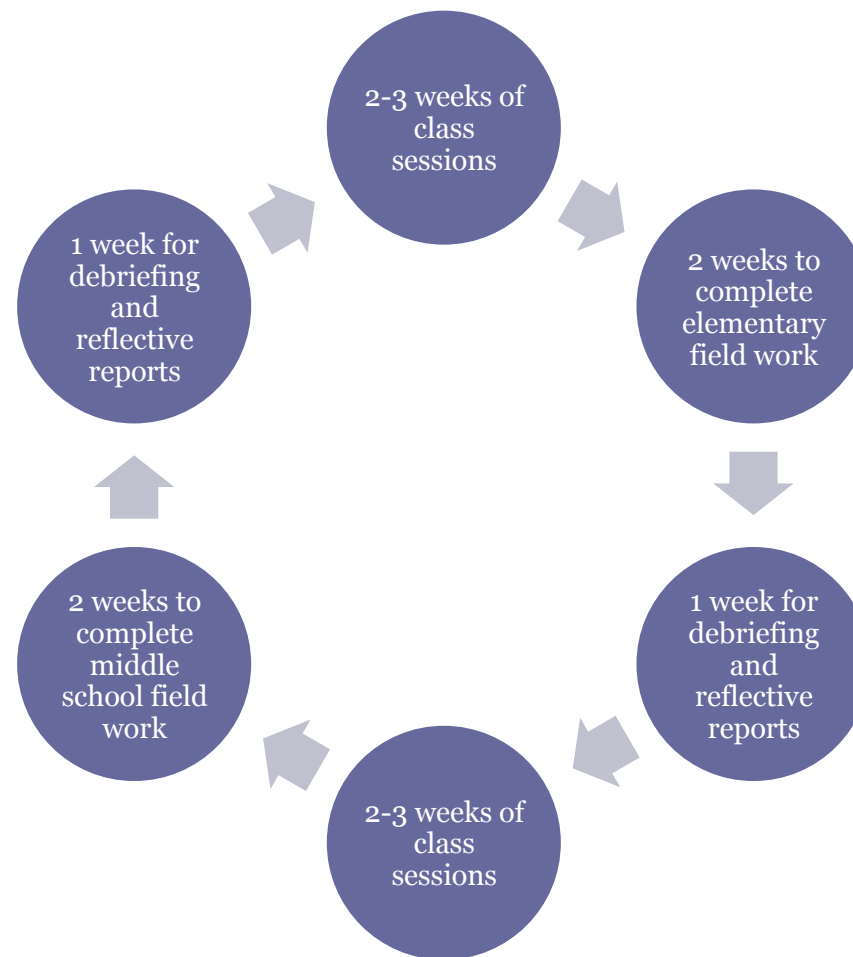 2-3 weeks of
class
sessions
2 weeks to
complete
elementary
field work
1 week for
debriefing
and
reflective
reports
2-3 weeks of
class
sessions
2 weeks to
complete
middle
school field
work
1 week for
debriefing
and
reflective
reports